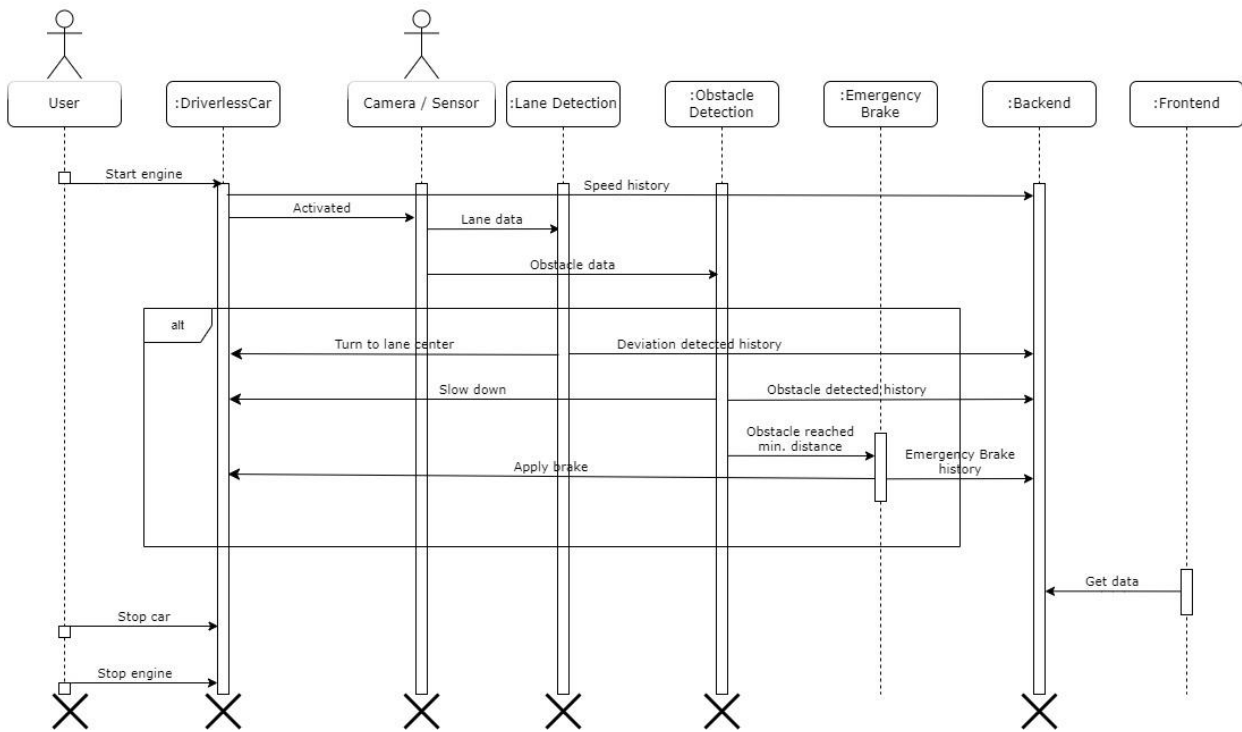 User
:DriverlessCar
Camera / Sensor
:Lane Detection
:Obstacle
Detection
:Emergency
Brake
:Backend
:Frontend
Start engine
Speed history
Activated
Lane data
Obstacle data
alt
Turn to lane center
Deviation detected history
Slow down
Obstacle detected history
Obstacle reached
min. distance
Apply brake
Emergency Brake
history
Get data
Stop car
Stop engine